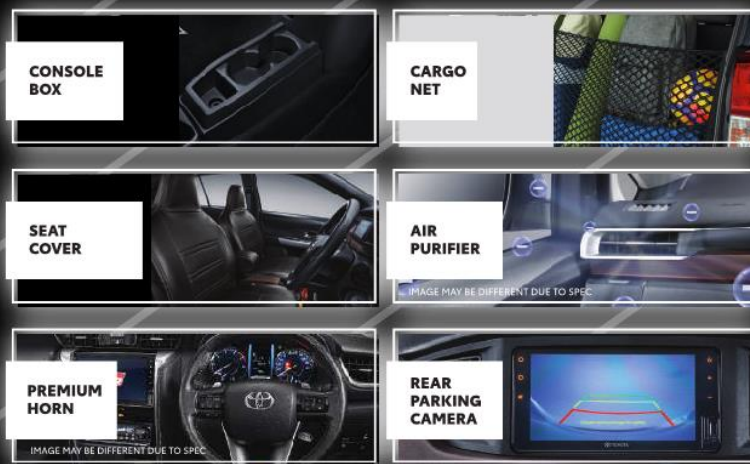 CONSOLE
BOX
CARGO
NET
SEAT
COVER
AIR
PURIFIER
IMAGE MAY BE DIFFERENT DUE TO SPEC
PREMIUM
HORN
IMAGE MAY BE DIFFERENT DUE TO SPEC
REAR
PARKING
CAMERA
TOYOTA